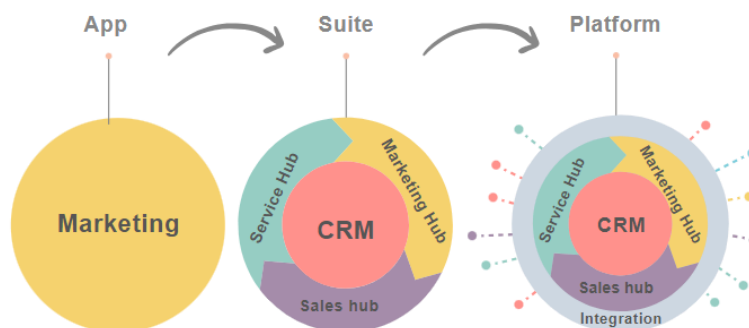 App
Suite
Platform
Marketing
Service Hub
Marketing Hub
CRM
Sales hub
Service Hub
Marketing Hub
CRM
Sales hub
Integration